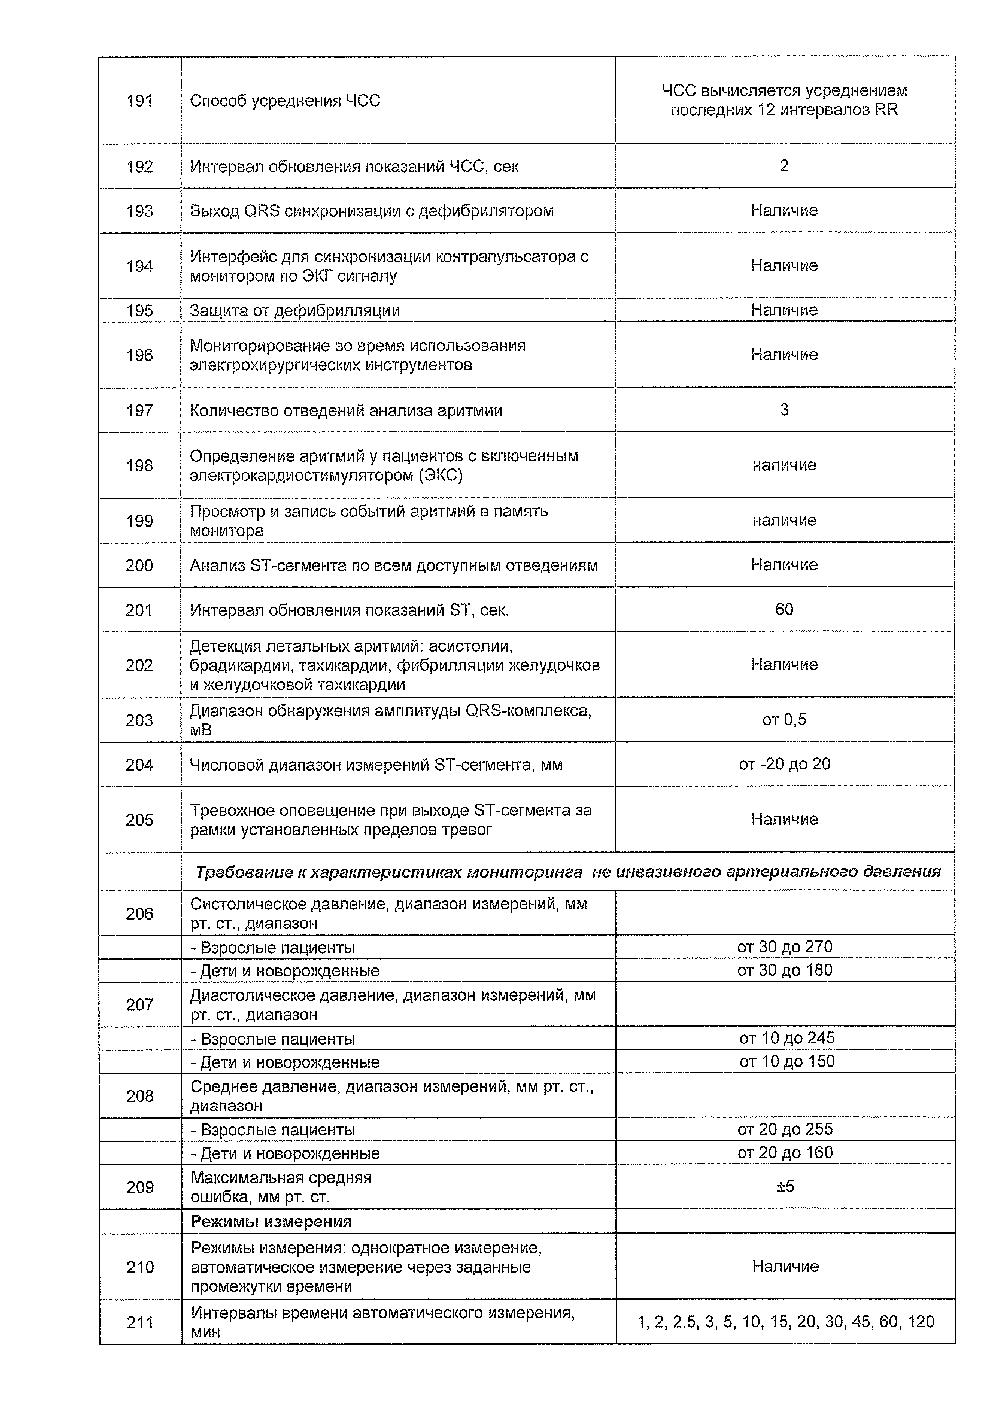 191
Способ усреднения ЧСС
ЧСС вычисляется усреднением
последних 12 интервалов RR
192
Интервал обновления показаний ЧСС, сек
2
193
Выход QRS синхронизации с дефибрилятором
Наличие
194
Интерфейс для синхронизации контрапульсатора с
монитором по ЭКГ сигналу
Наличие
195
Защита от дефибрилляции
Наличие
196
Мониторирование во время использования
электрохирургических инструментов
Наличие
197
Количество отведений анализа аритмии
3
198
Определение аритмий у пациентов с включенным
электрокардиостимулятором (ЭКС)
наличие
199
Просмотр и запись событий аритмий в память
монитора
наличие
200
Анализ ST-сегмента по всем доступным отведениям
Наличие
201
Интервал обновления показаний ST, сек.
60
202
Детекция летальных аритмий: асистолии,
брадикардии, тахикардии, фибрилляции желудочков
и желудочковой тахикардии
Наличие
203
Диапазон обнаружения амплитуды QRS-комплекса,
мВ
от 0,5
204
Числовой диапазон измерений ST-сегмента, мм
от -20 до 20
205
Тревожное оповещение при выходе ST-сегмента за
рамки установленных пределов тревог
Наличие
Требование к характеристиках мониторинга не инвазивного артериального давления
206
Систолическое давление, диапазон измерений, мм
рт. ст., диапазон
- Взрослые пациенты
от 30 до 270
- Дети и новорожденные
от 30 до 180
207
Диастолическое давление, диапазон измерений, мм
рт. ст., диапазон
- Взрослые пациенты
от 10 до 245
- Дети и новорожденные
от 10 до 150
208
Среднее давление, диапазон измерений, мм рт. ст.,
диапазон
- Взрослые пациенты
от 20 до 255
- Дети и новорожденные
от 20 до 160
209
Максимальная средняя
ошибка, мм рт. ст.
±5
Режимы измерения
210
Режимы измерения: однократное измерение,
автоматическое измерение через заданные
промежутки времени
Наличие
211
Интервалы времени автоматического измерения,
мин
1, 2, 2.5, 3, 5, 10, 15, 20, 30, 45, 60, 120